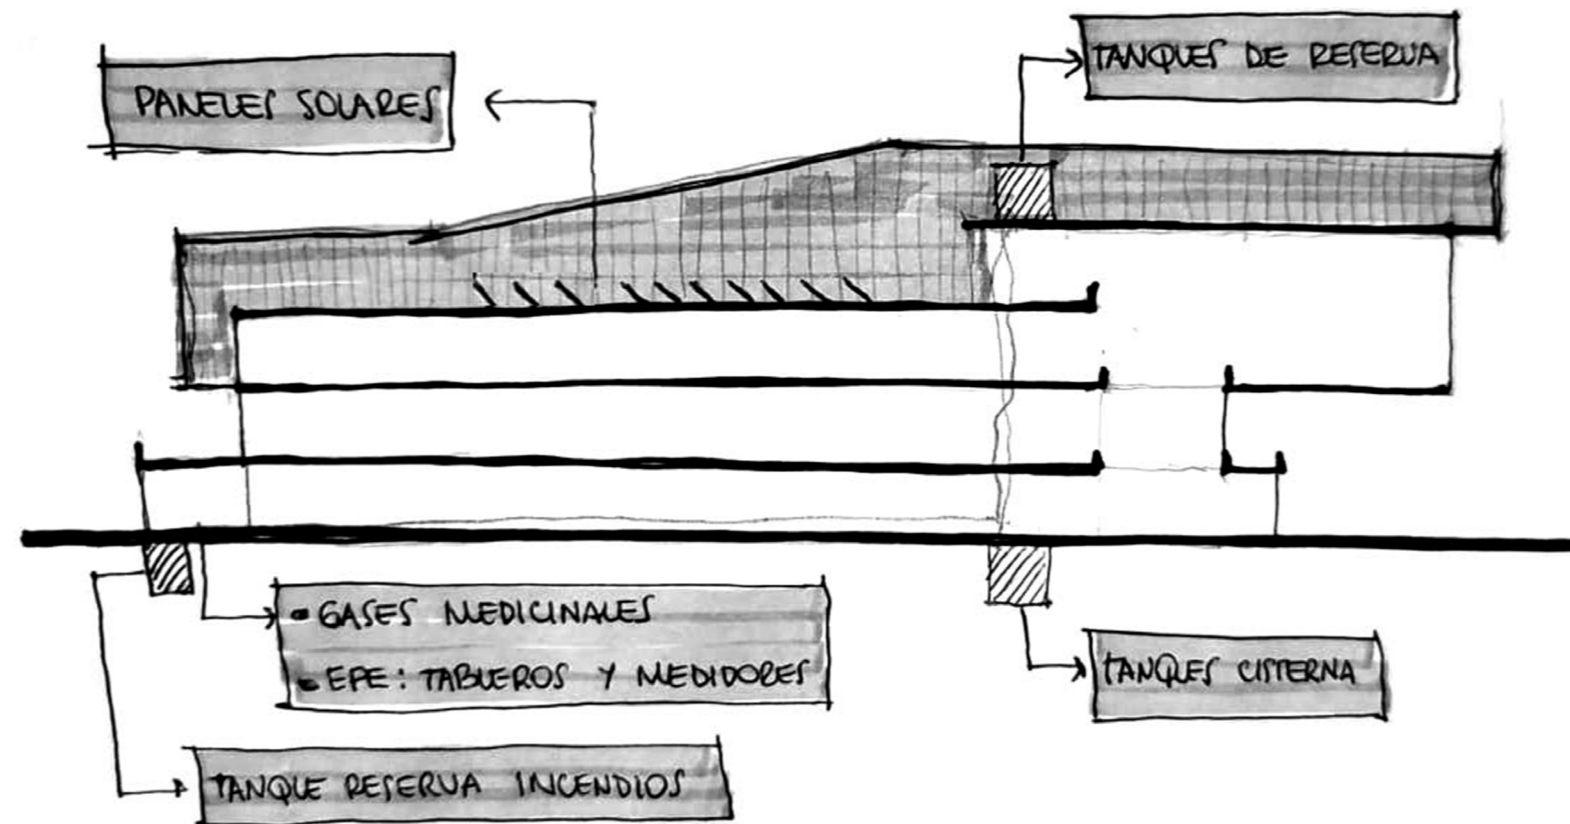 TANQUES DE RESERVA
PANELES SOLARES
• GASES MEDICINALES
• EPE: TABLEROS Y MEDIDORES
TANQUES CISTERNA
TANQUE RESERVA INCENDIOS